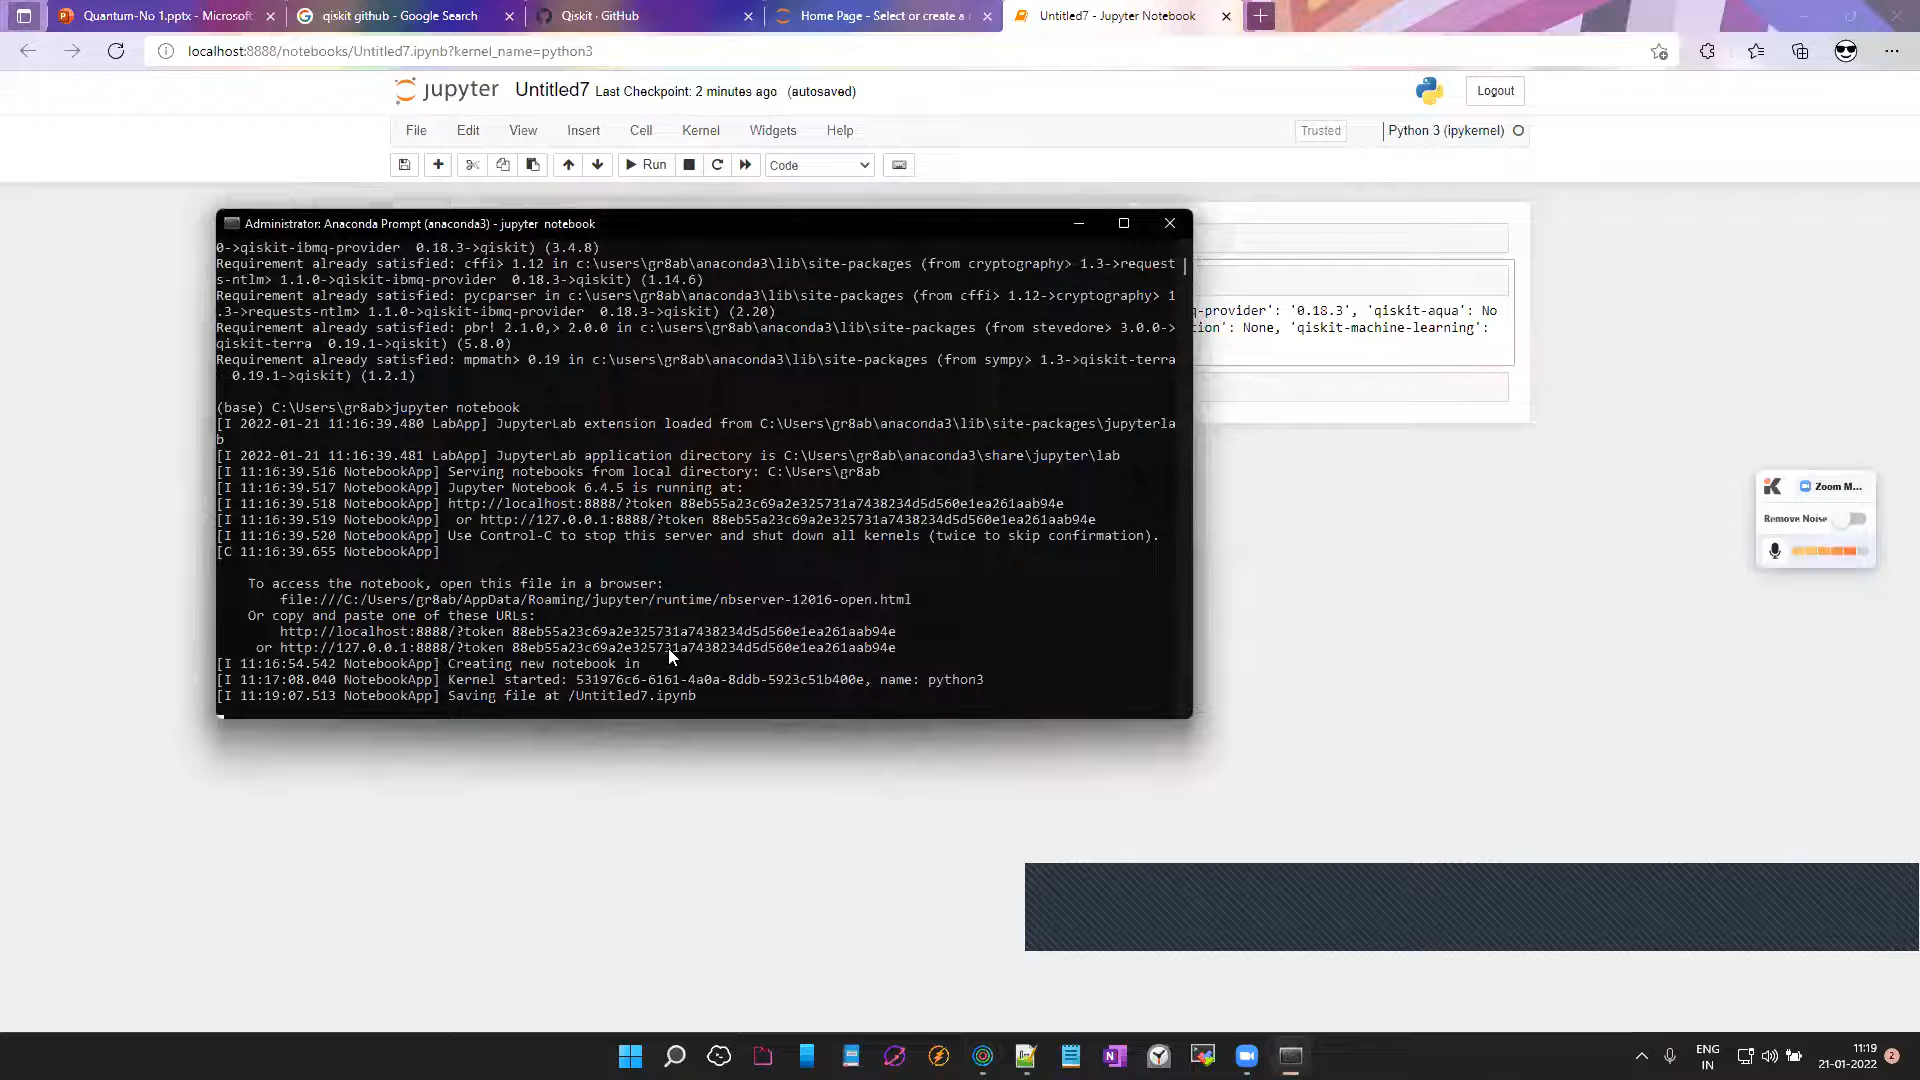 Quantum-No 1.pptx - Microsoft
qiskit github - Google Search
Qiskit · GitHub
Home Page - Select or create a
Untitled7 - Jupyter Notebook
localhost:8888/notebooks/Untitled7.ipynb?kernel_name=python3
jupyter Untitled7 Last Checkpoint: 2 minutes ago (autosaved)
Logout
File Edit View Insert Cell Kernel Widgets Help
Trusted
Python 3 (ipykernel)
Run
Code
Administrator: Anaconda Prompt (anaconda3) - jupyter notebook
0->qiskit-ibmq-provider 0.18.3->qiskit) (3.4.8)
Requirement already satisfied: cffi> 1.12 in c:\users\gr8ab\anaconda3\lib\site-packages (from cryptography> 1.3->request
s-ntlm> 1.1.0->qiskit-ibmq-provider 0.18.3->qiskit) (1.14.6)
Requirement already satisfied: pycparser in c:\users\gr8ab\anaconda3\lib\site-packages (from cffi> 1.12->cryptography> 1
.3->requests-ntlm> 1.1.0->qiskit-ibmq-provider 0.18.3->qiskit) (2.20)
Requirement already satisfied: pbr! 2.1.0,> 2.0.0 in c:\users\gr8ab\anaconda3\lib\site-packages (from stevedore> 3.0.0->
qiskit-terra 0.19.1->qiskit) (5.8.0)
Requirement already satisfied: mpmath> 0.19 in c:\users\gr8ab\anaconda3\lib\site-packages (from sympy> 1.3->qiskit-terra
0.19.1->qiskit) (1.2.1)
(base) C:\Users\gr8ab>jupyter notebook
[I 2022-01-21 11:16:39.480 LabApp] JupyterLab extension loaded from C:\Users\gr8ab\anaconda3\lib\site-packages\jupyterla
b
[I 2022-01-21 11:16:39.481 LabApp] JupyterLab application directory is C:\Users\gr8ab\anaconda3\share\jupyter\lab
[I 11:16:39.516 NotebookApp] Serving notebooks from local directory: C:\Users\gr8ab
[I 11:16:39.517 NotebookApp] Jupyter Notebook 6.4.5 is running at:
[I 11:16:39.518 NotebookApp] http://localhost:8888/?token 88eb55a23c69a2e325731a7438234d5d560e1ea261aab94e
[I 11:16:39.519 NotebookApp]  or http://127.0.0.1:8888/?token 88eb55a23c69a2e325731a7438234d5d560e1ea261aab94e
[I 11:16:39.520 NotebookApp] Use Control-C to stop this server and shut down all kernels (twice to skip confirmation).
[C 11:16:39.655 NotebookApp]
To access the notebook, open this file in a browser:
file:///C:/Users/gr8ab/AppData/Roaming/jupyter/runtime/nbserver-12016-open.html
Or copy and paste one of these URLs:
http://localhost:8888/?token 88eb55a23c69a2e325731a7438234d5d560e1ea261aab94e
or http://127.0.0.1:8888/?token 88eb55a23c69a2e325731a7438234d5d560e1ea261aab94e
[I 11:16:54.542 NotebookApp] Creating new notebook in
[I 11:17:08.040 NotebookApp] Kernel started: 531976c6-6161-4a0a-8ddb-5923c51b400e, name: python3
[I 11:19:07.513 NotebookApp] Saving file at /Untitled7.ipynb
q-provider': '0.18.3', 'qiskit-aqua': No
ion': None, 'qiskit-machine-learning':
Zoom M...
Remove Noise
ENG
IN
11:19
21-01-2022
2